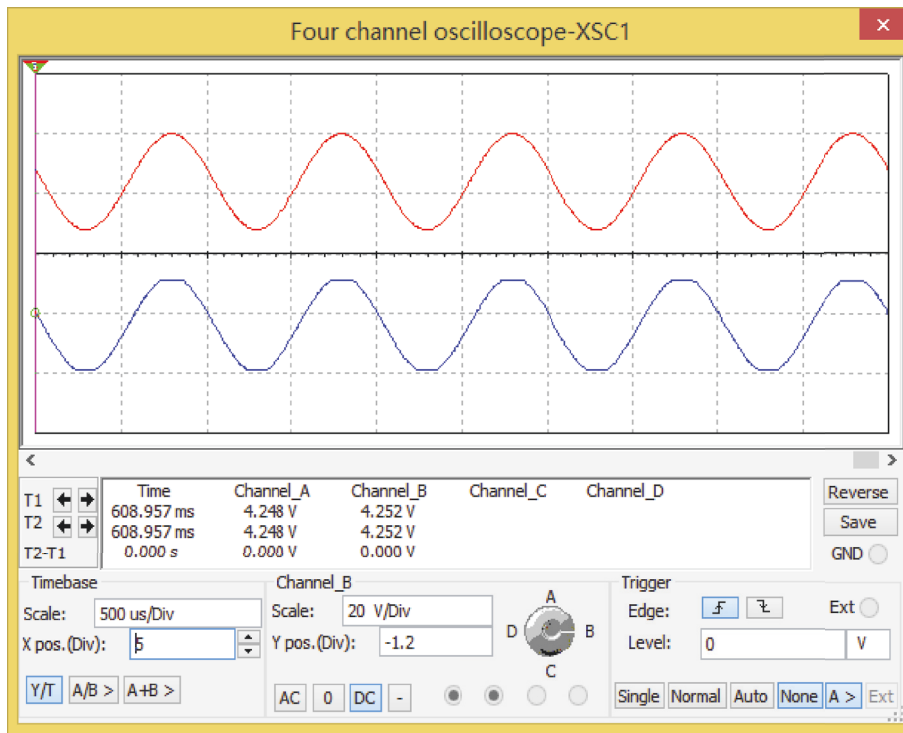 Four channel oscilloscope-XSC1
×
3
< >
Time Channel_A Channel_B Channel_C Channel_D
T1 608.957 ms 4.248 V 4.252 V
T2 608.957 ms 4.248 V 4.252 V
T2-T1 0.000 s 0.000 V 0.000 V
Reverse
Save
GND
Timebase
Scale: 500 us/Div
X pos.(Div): 5
Y/T A/B > A+B >
Channel_B
Scale: 20 V/Div
Y pos.(Div): -1.2
AC 0 DC -
A
D B
C
Trigger
Edge: Ext
Level: 0 V
Single Normal Auto None A > Ext